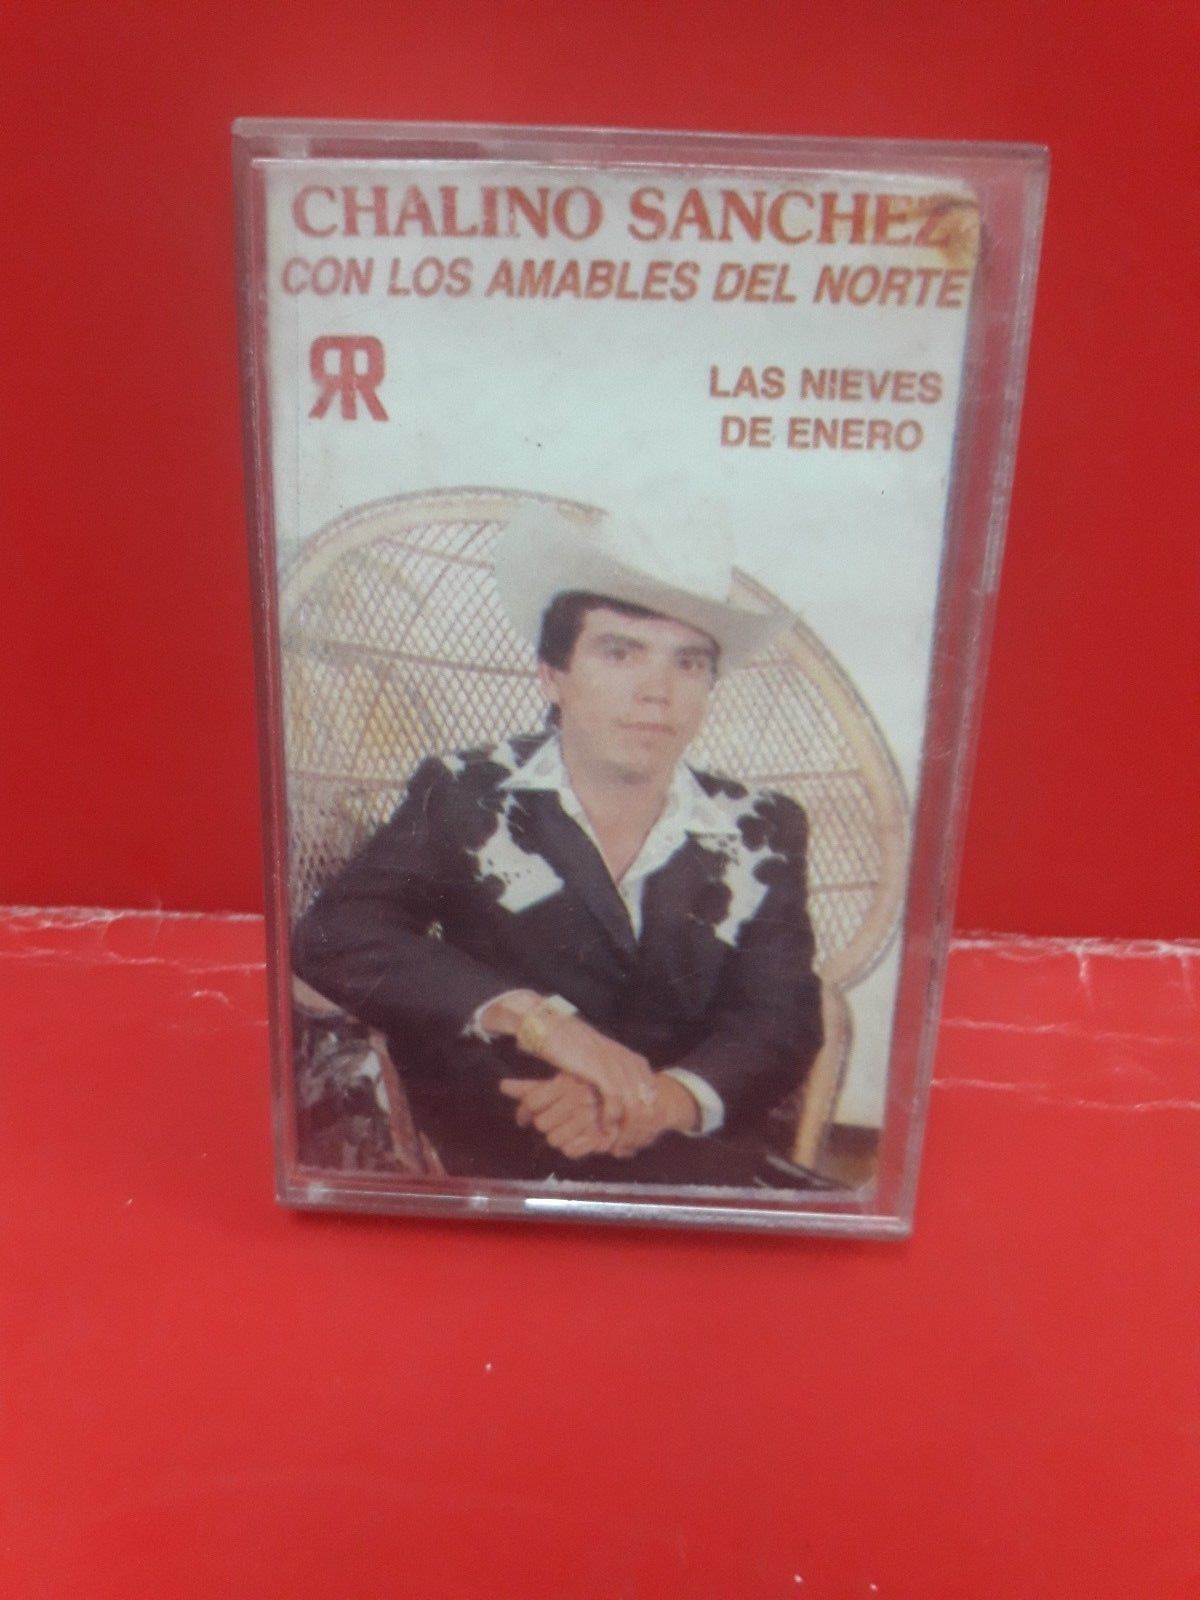 CHALINO SANCHEZ
CON LOS AMABLES DEL NORTE
RR
LAS NIEVES
DE ENERO